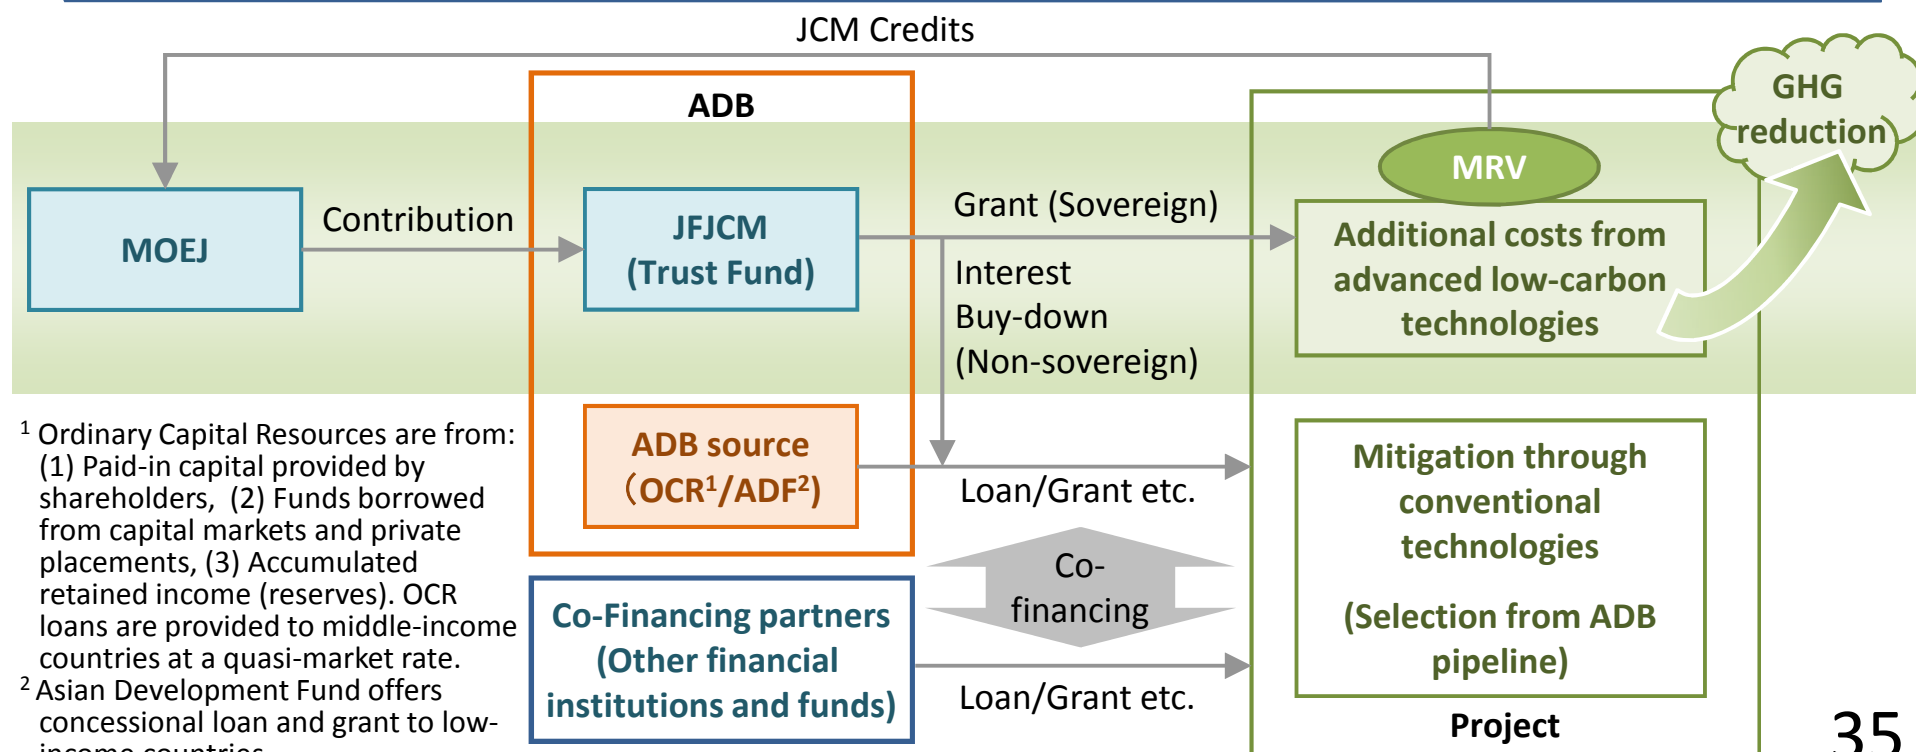 JCM Credits
ADB
GHG
reduction
MRV
MOEJ
Contribution
JFJCM
(Trust Fund)
Grant (Sovereign)
Interest
Buy-down
(Non-sovereign)
Additional costs from
advanced low-carbon
technologies
ADB source
（OCR1/ADF2)
Loan/Grant etc.
Mitigation through
conventional
technologies
(Selection from ADB
pipeline)
Co-
financing
Co-Financing partners
(Other financial
institutions and funds)
Loan/Grant etc.
Project
1 Ordinary Capital Resources are from:
(1) Paid-in capital provided by
shareholders, (2) Funds borrowed
from capital markets and private
placements, (3) Accumulated
retained income (reserves). OCR
loans are provided to middle-income
countries at a quasi-market rate.
2 Asian Development Fund offers
concessional loan and grant to low-
income countries
35